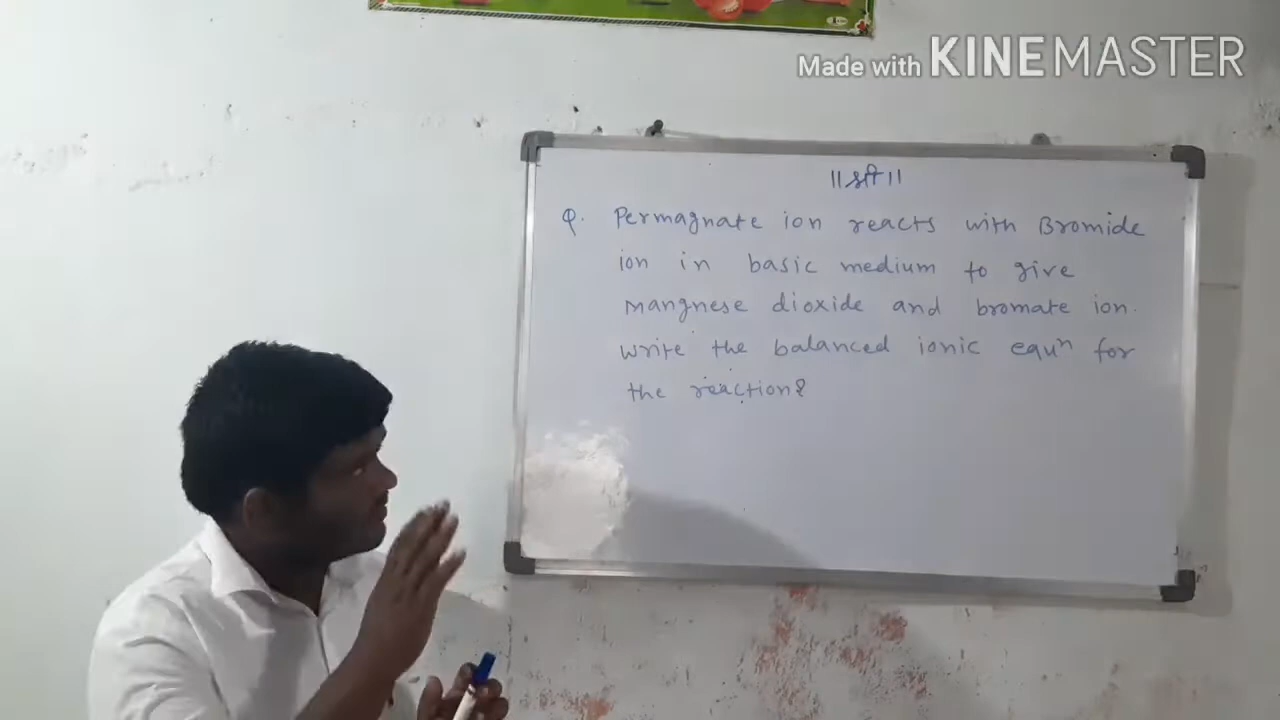 Made with KINEMASTER
॥ श्री ॥
Q. Permagnate ion reacts with Bromide
ion in basic medium to give
mangnese dioxide and bromate ion.
write the balanced ionic equⁿ for
the reaction?